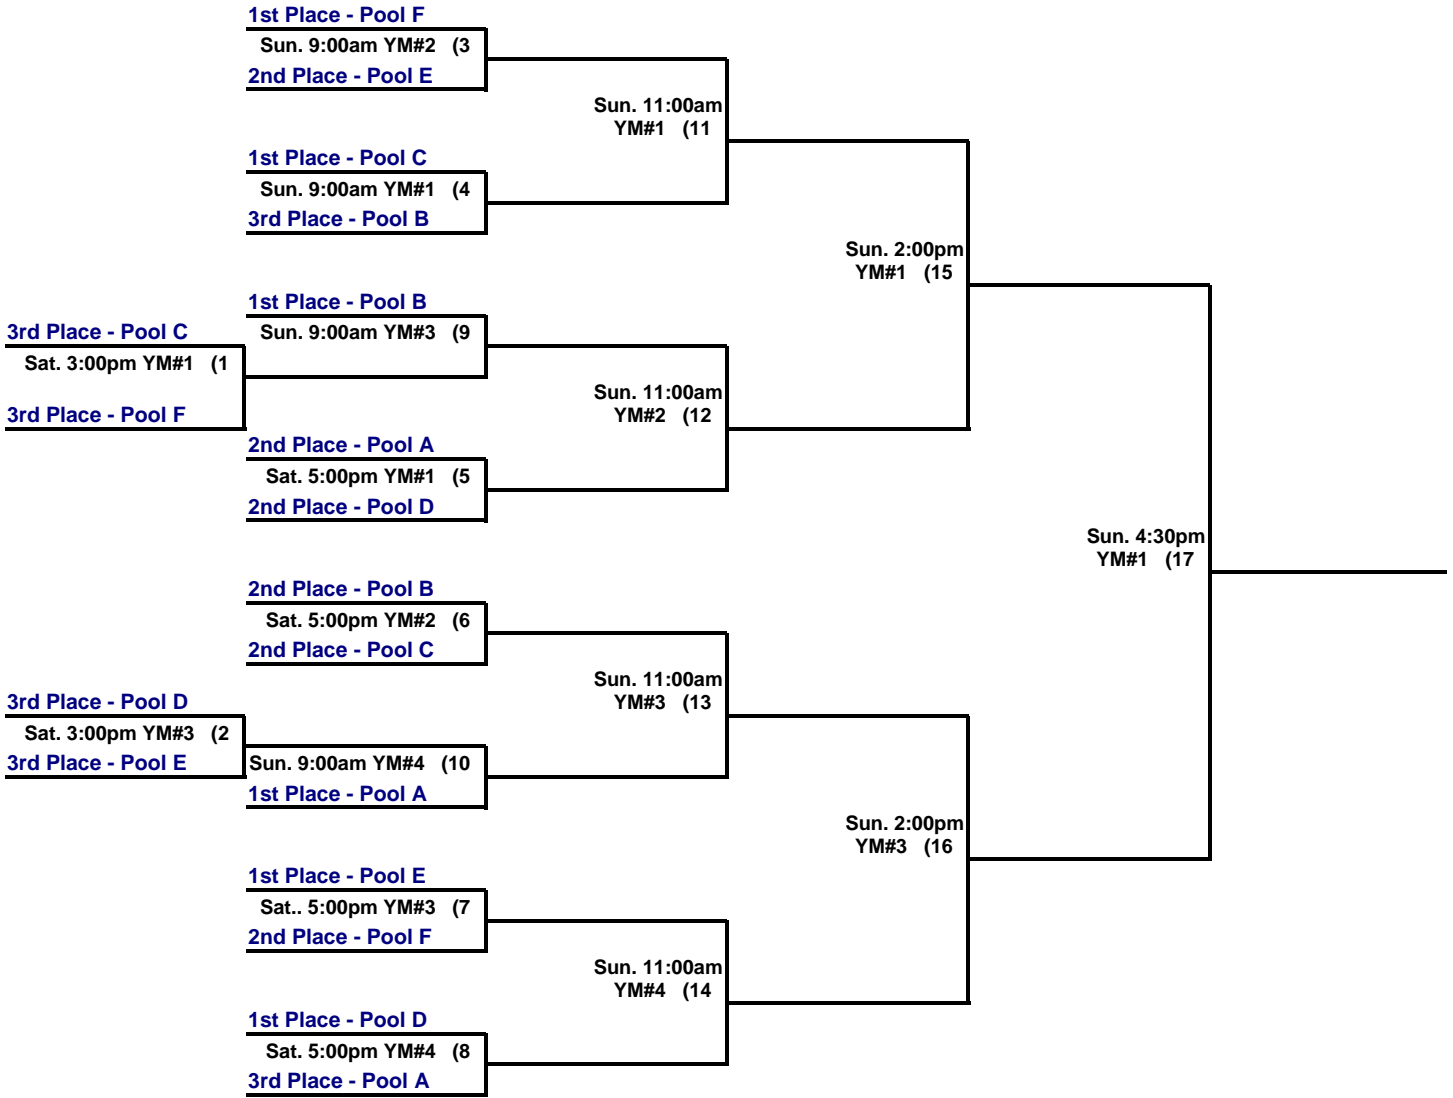 1st Place - Pool F
Sun. 9:00am YM#2 (3
2nd Place - Pool E
Sun. 11:00am
YM#1 (11
1st Place - Pool C
Sun. 9:00am YM#1 (4
3rd Place - Pool B
Sun. 2:00pm
YM#1 (15
1st Place - Pool B
3rd Place - Pool C
Sun. 9:00am YM#3 (9
Sat. 3:00pm YM#1 (1
Sun. 11:00am
YM#2 (12
3rd Place - Pool F
2nd Place - Pool A
Sat. 5:00pm YM#1 (5
2nd Place - Pool D
Sun. 4:30pm
YM#1 (17
2nd Place - Pool B
Sat. 5:00pm YM#2 (6
2nd Place - Pool C
Sun. 11:00am
YM#3 (13
3rd Place - Pool D
Sat. 3:00pm YM#3 (2
3rd Place - Pool E
Sun. 9:00am YM#4 (10
1st Place - Pool A
Sun. 2:00pm
YM#3 (16
1st Place - Pool E
Sat.. 5:00pm YM#3 (7
2nd Place - Pool F
Sun. 11:00am
YM#4 (14
1st Place - Pool D
Sat. 5:00pm YM#4 (8
3rd Place - Pool A